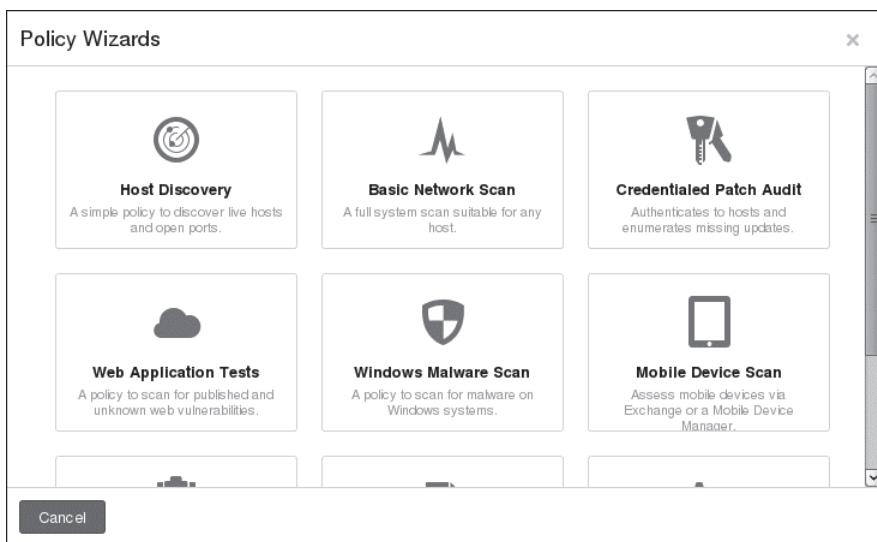 Policy Wizards
Host Discovery
A simple policy to discover live hosts
and open ports.
Basic Network Scan
A full system scan suitable for any
host.
Credentialed Patch Audit
Authenticates to hosts and
enumerates missing updates.
Web Application Tests
A policy to scan for published and
unknown web vulnerabilities.
Windows Malware Scan
A policy to scan for malware on
Windows systems.
Mobile Device Scan
Assess mobile devices via
Exchange or a Mobile Device
Manager.
Cancel